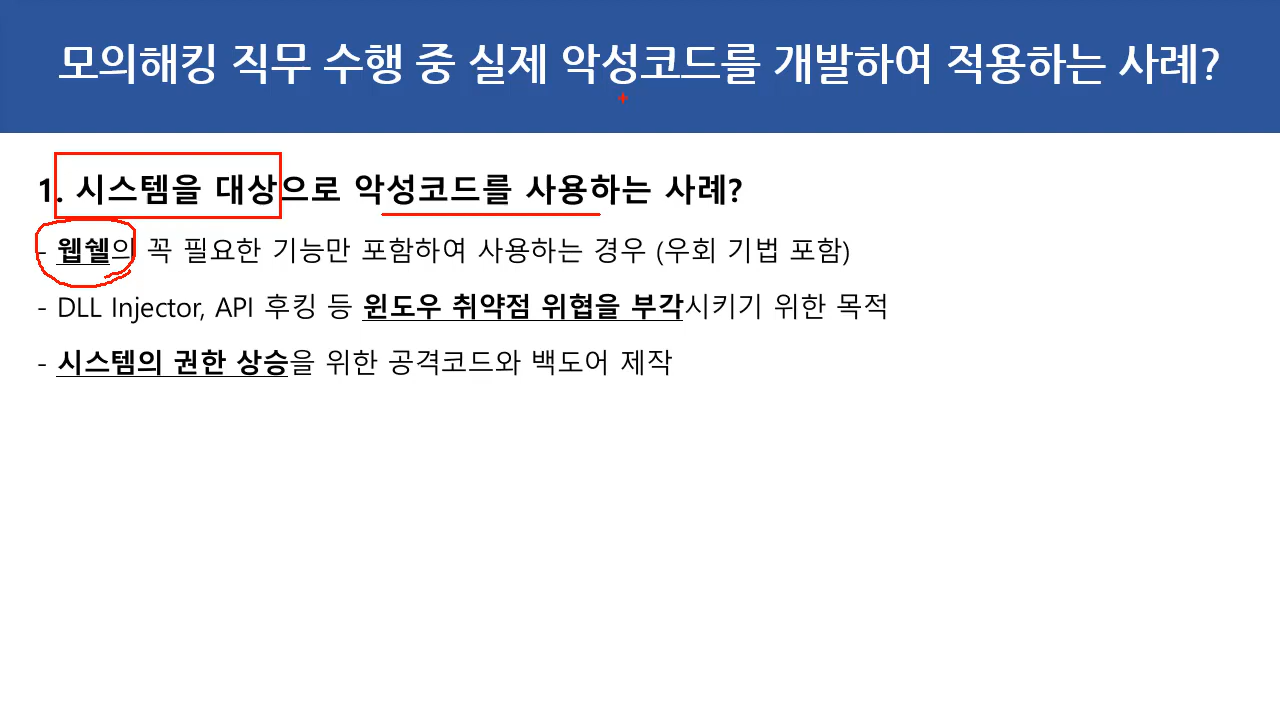 모의해킹 직무 수행 중 실제 악성코드를 개발하여 적용하는 사례?
1. 시스템을 대상으로 악성코드를 사용하는 사례?
- 웹쉘의 꼭 필요한 기능만 포함하여 사용하는 경우 (우회 기법 포함)
- DLL Injector, API 후킹 등 윈도우 취약점 위협을 부각시키기 위한 목적
- 시스템의 권한 상승을 위한 공격코드와 백도어 제작